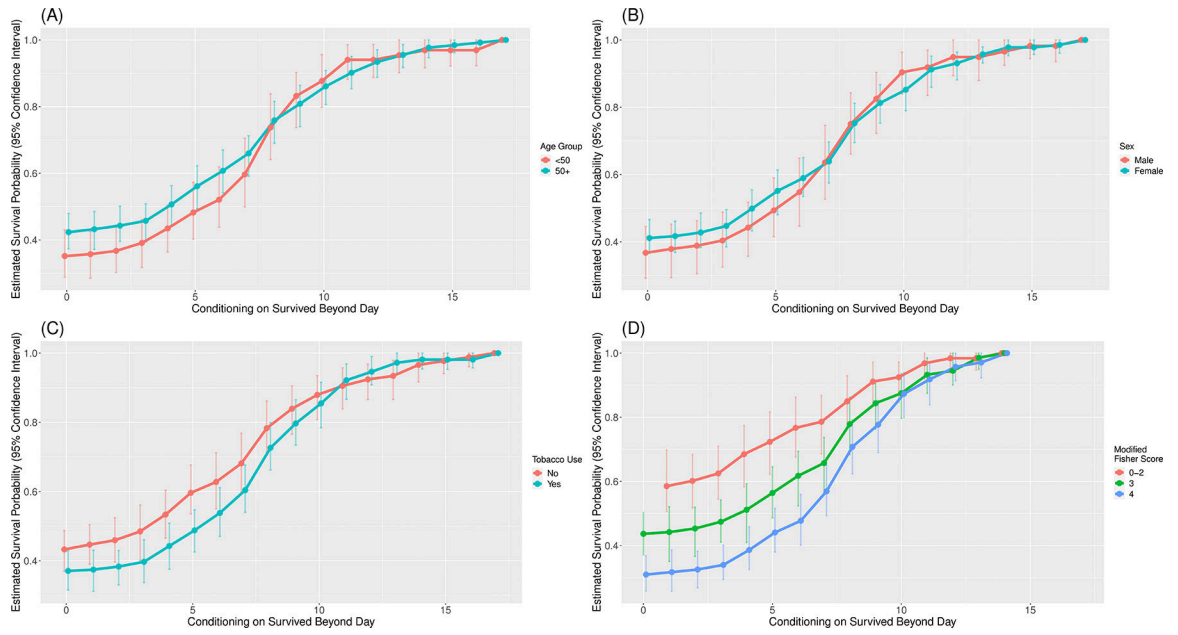 (A)
Estimated Survival Porbability (95% Confidence Interval)
1.0
0.8
0.6
0.4
0
5
10
15
Conditioning on Survived Beyond Day
Age Group
<50
50+
(B)
Estimated Survival Porbability (95% Confidence Interval)
1.0
0.8
0.6
0.4
0
5
10
15
Conditioning on Survived Beyond Day
Sex
Male
Female
(C)
Estimated Survival Porbability (95% Confidence Interval)
1.0
0.8
0.6
0.4
0
5
10
15
Conditioning on Survived Beyond Day
Tobacco Use
No
Yes
(D)
Estimated Survival Porbability (95% Confidence Interval)
1.0
0.8
0.6
0.4
0
5
10
15
Conditioning on Survived Beyond Day
Modified
Fisher Score
0-2
3
4